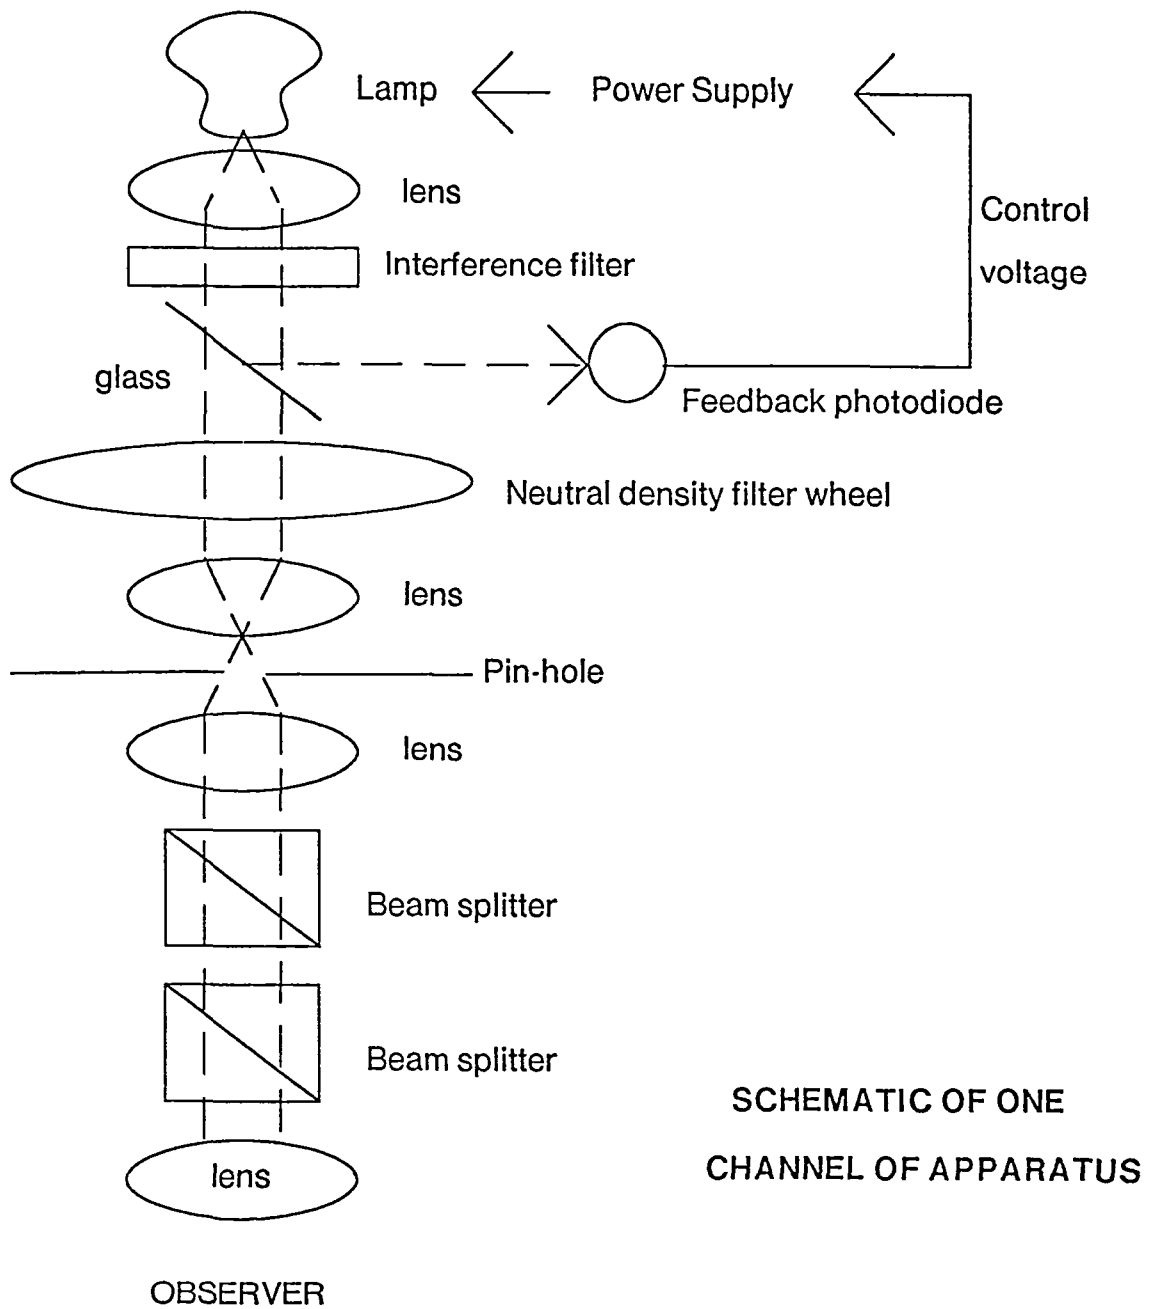 Lamp
Power Supply
lens
Control
voltage
Interference filter
glass
Feedback photodiode
Neutral density filter wheel
lens
Pin-hole
lens
Beam splitter
Beam splitter
SCHEMATIC OF ONE
CHANNEL OF APPARATUS
lens
OBSERVER